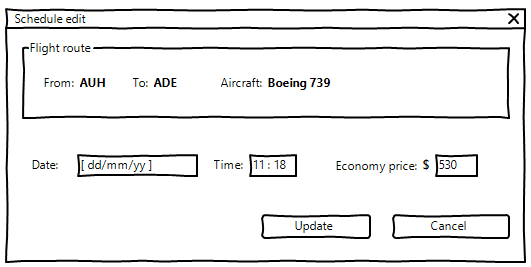 Schedule edit
Flight route
From: AUH To: ADE Aircraft: Boeing 739
Date: [ dd/mm/yy ] Time: 11 : 18 Economy price: $ 530
Update Cancel